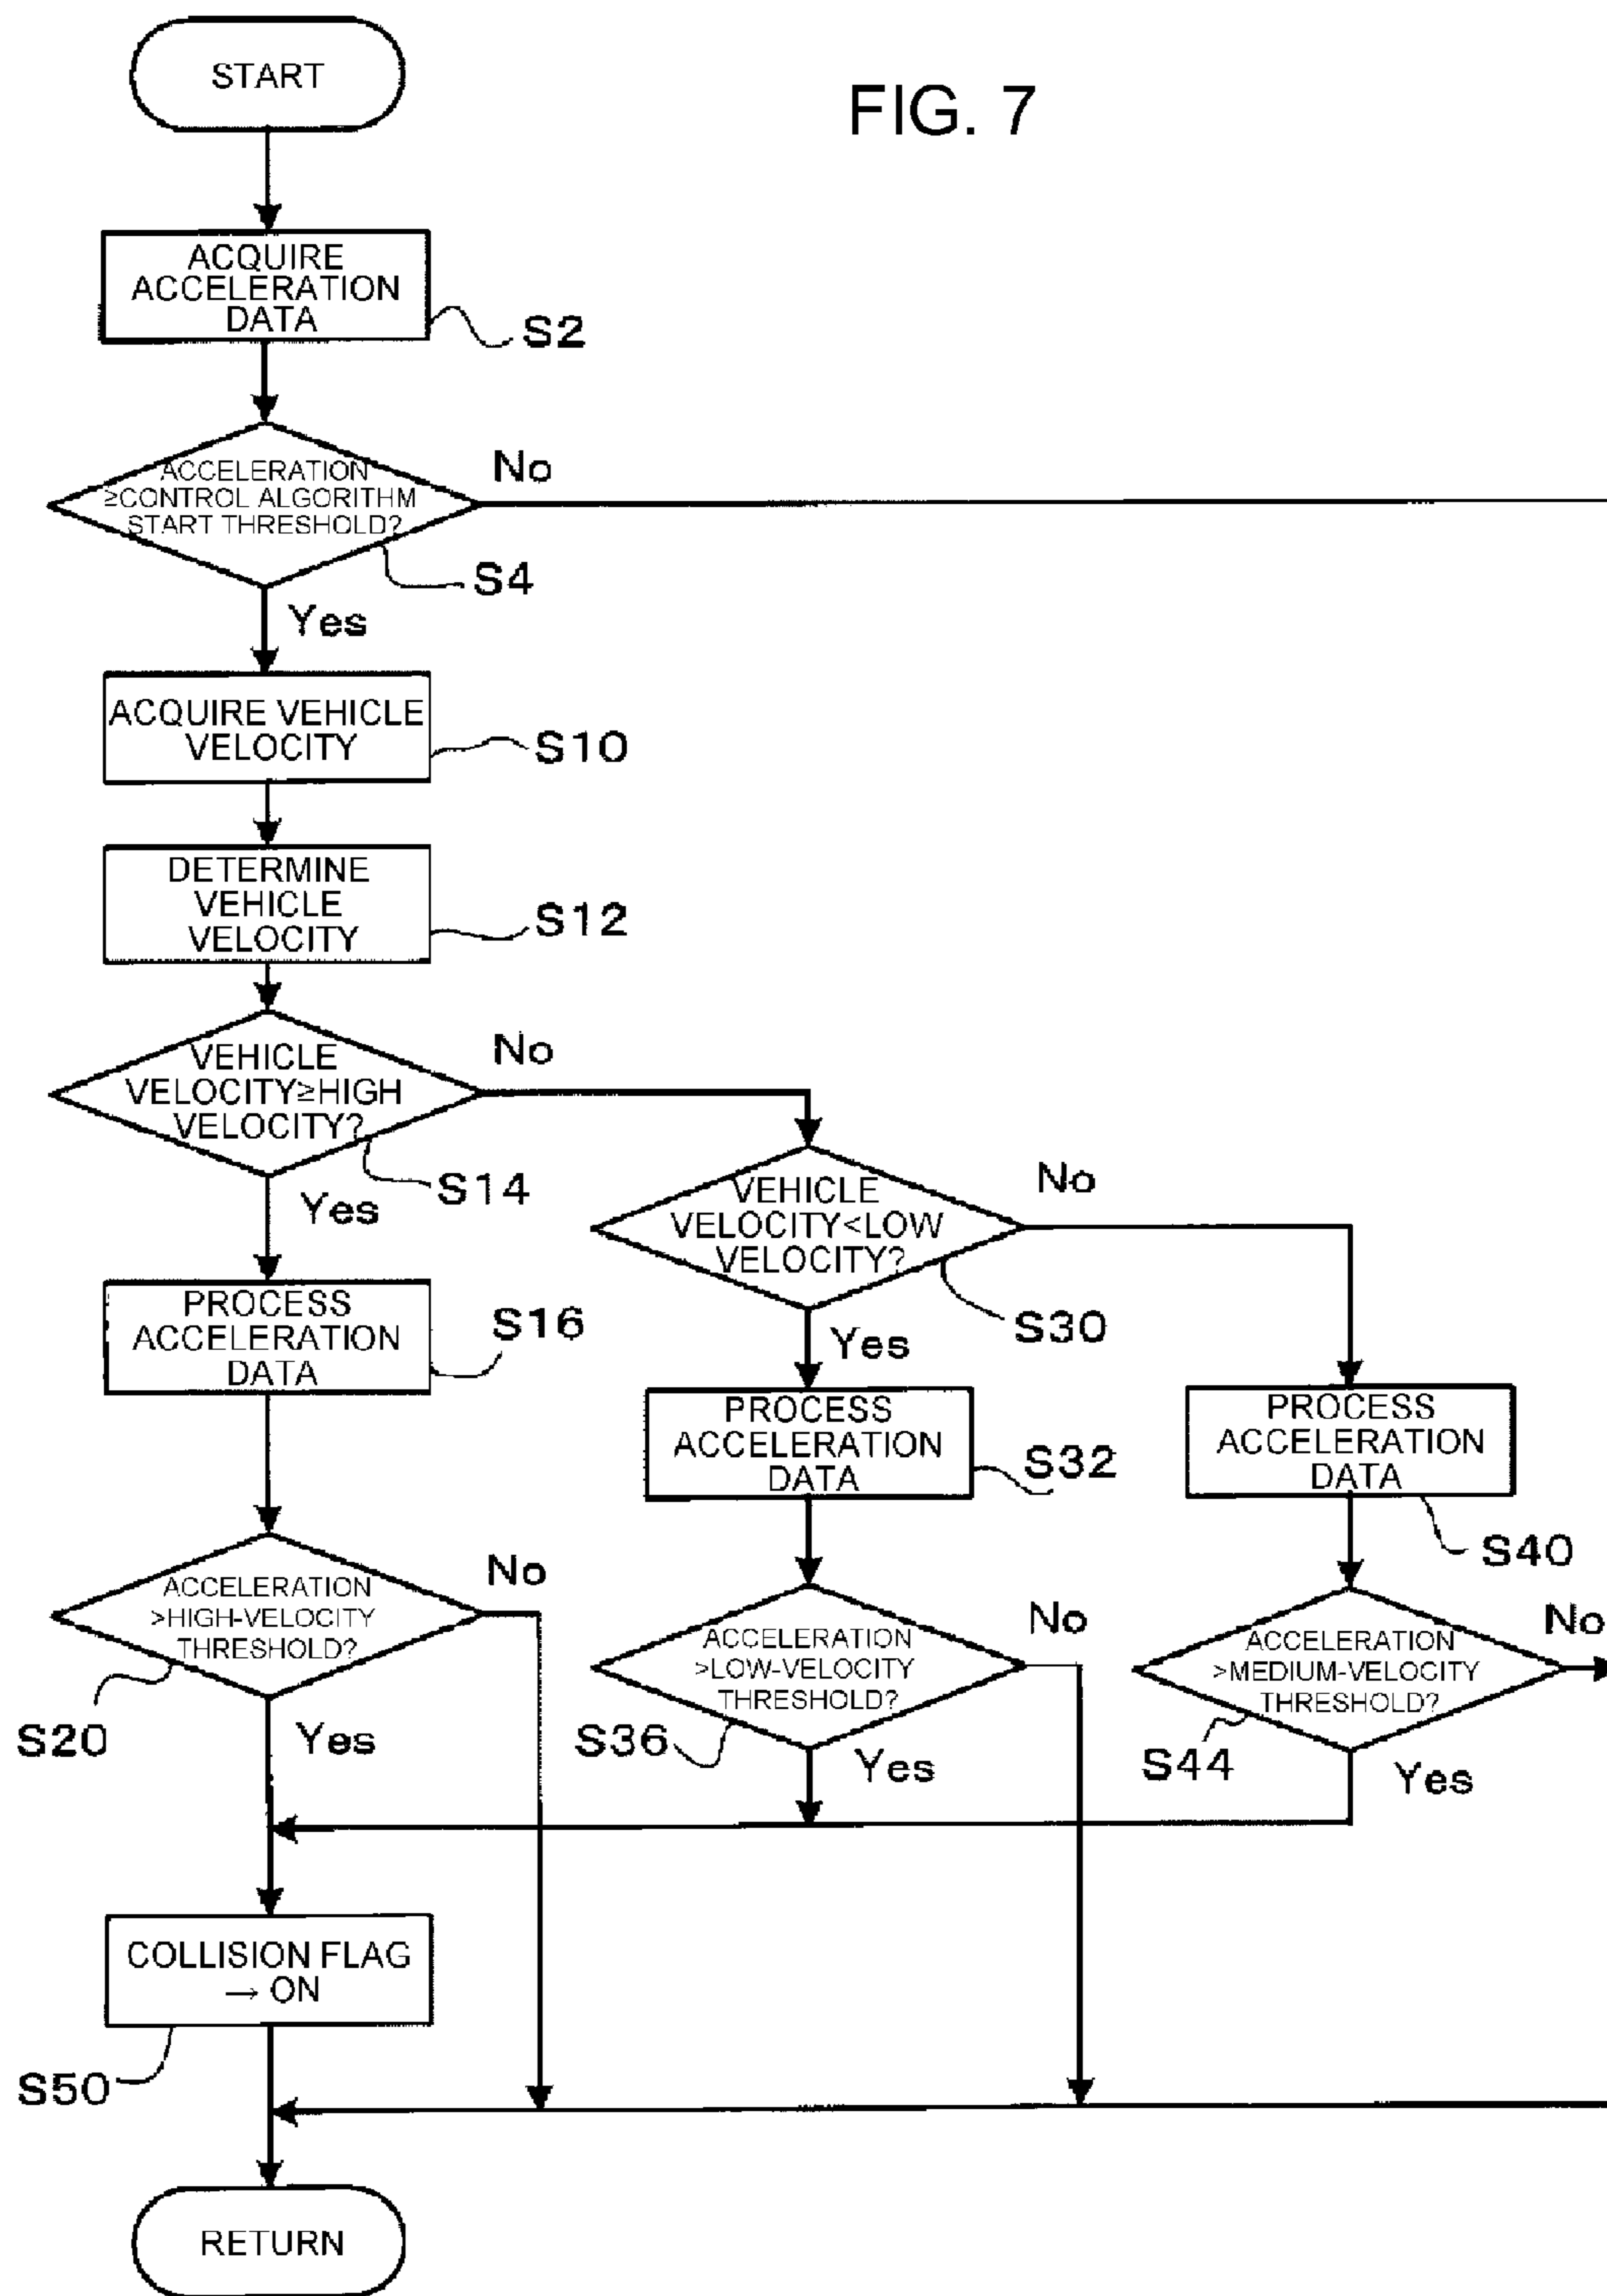 START
FIG. 7
ACQUIRE
ACCELERATION
DATA
S2
ACCELERATION
≥CONTROL ALGORITHM
START THRESHOLD?
No
S4
Yes
ACQUIRE VEHICLE
VELOCITY
S10
DETERMINE
VEHICLE
VELOCITY
S12
VEHICLE
VELOCITY≥HIGH
VELOCITY?
No
S14
Yes
VEHICLE
VELOCITY<LOW
VELOCITY?
No
S30
Yes
PROCESS
ACCELERATION
DATA
S16
PROCESS
ACCELERATION
DATA
S32
PROCESS
ACCELERATION
DATA
S40
ACCELERATION
>HIGH-VELOCITY
THRESHOLD?
No
S20
Yes
ACCELERATION
>LOW-VELOCITY
THRESHOLD?
No
S36
Yes
ACCELERATION
>MEDIUM-VELOCITY
THRESHOLD?
No
S44
Yes
COLLISION FLAG
→ ON
S50
RETURN